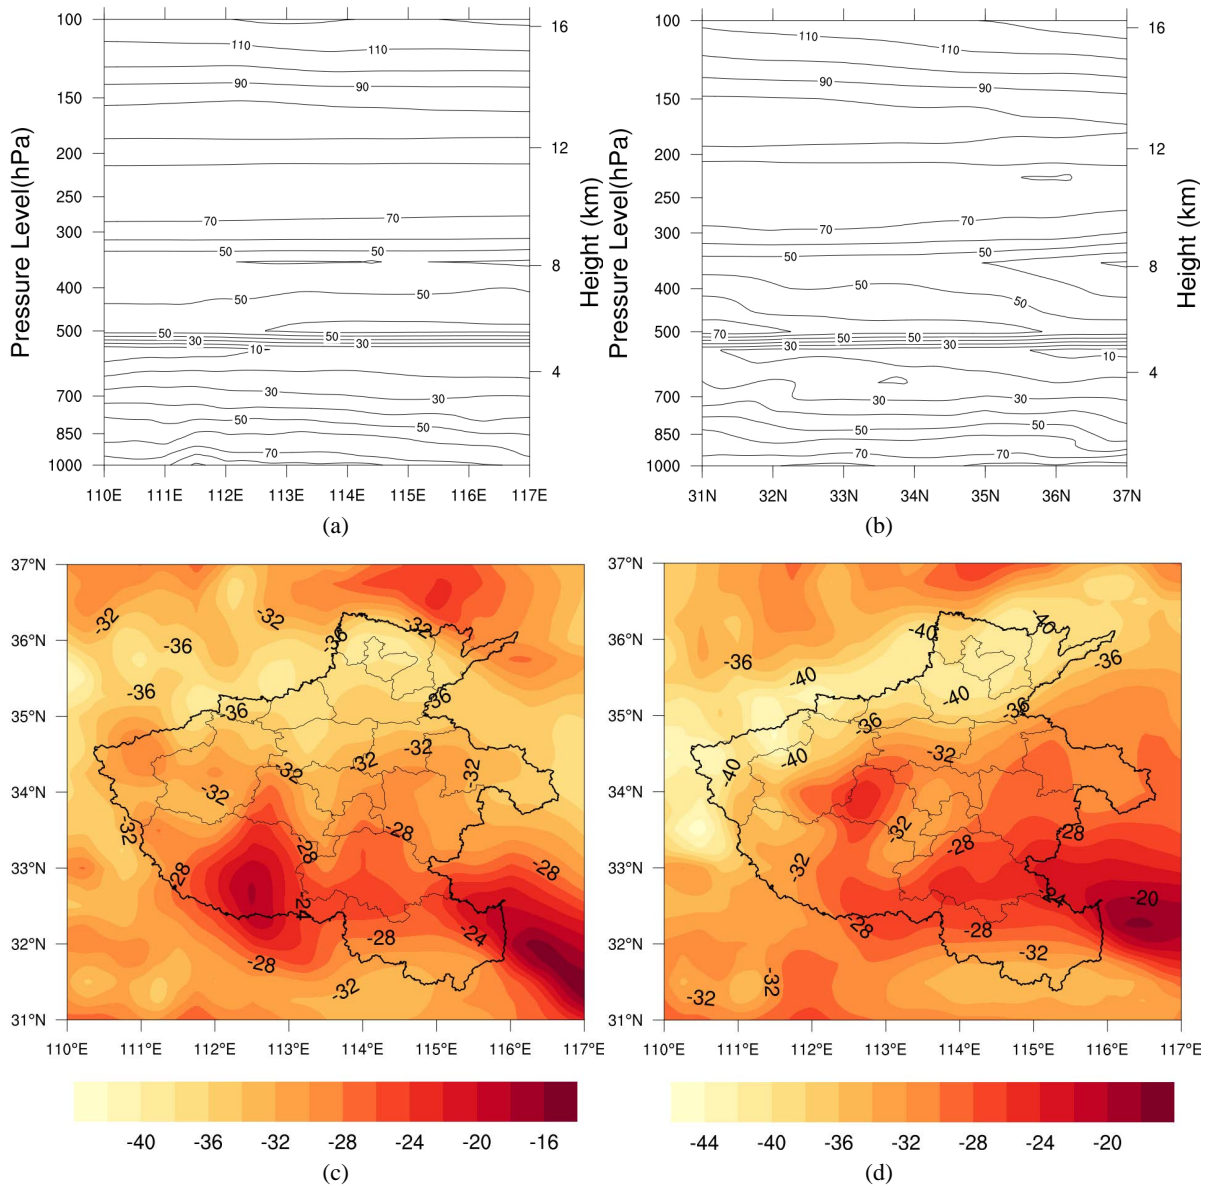 100
150
200
250
300
400
500
700
850
1000
Pressure Level(hPa)
110E 111E 112E 113E 114E 115E 116E 117E
16
12
8
4
Height (km)
110 110
90 90
70 70
50 50
50 50
50 50
30 30
10
30 30
50 50
70
(a)
100
150
200
250
300
400
500
700
850
1000
Pressure Level(hPa)
31N 32N 33N 34N 35N 36N 37N
16
12
8
4
Height (km)
110 110
90 90
70 70
50 50
50 50
70 50 50
30 30
10
30 30
50 50
70 70
(b)
37°N
36°N
35°N
34°N
33°N
32°N
31°N
110°E 111°E 112°E 113°E 114°E 115°E 116°E 117°E
-32 -32 -36 -32
-36
-36 -36 -36
-32 -32 -32 -32
-32
-32 -28
-28 -28 -28
-24 -24
-28 -28
-32
-40 -36 -32 -28 -24 -20 -16
(c)
37°N
36°N
35°N
34°N
33°N
32°N
31°N
110°E 111°E 112°E 113°E 114°E 115°E 116°E 117°E
-40 -40
-36 -36
-40 -40
-36 -36
-40 -40 -32
-32 -28
-32 -28
-24 -20
-28 -28
-32
-32 -32
-44 -40 -36 -32 -28 -24 -20
(d)